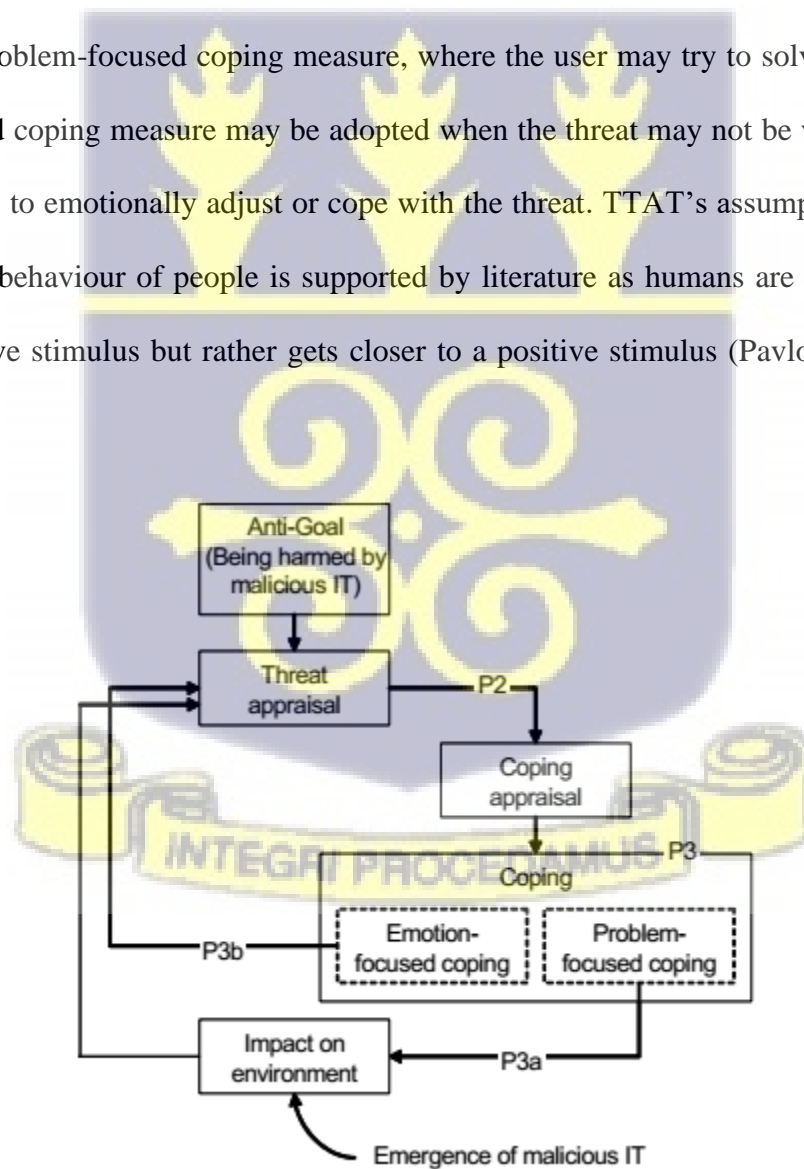 oblem-focused coping measure, where the user may try to solv
d coping measure may be adopted when the threat may not be v
to emotionally adjust or cope with the threat. TTAT’s assump
behaviour of people is supported by literature as humans are
ve stimulus but rather gets closer to a positive stimulus (Pavlo
Anti-Goal
(Being harmed by
malicious IT)
Threat
appraisal
P2
Coping
appraisal
INTEGRI PROCEDAMUS
P3
Coping
Emotion-
focused coping
Problem-
focused coping
P3b
Impact on
environment
P3a
Emergence of malicious IT